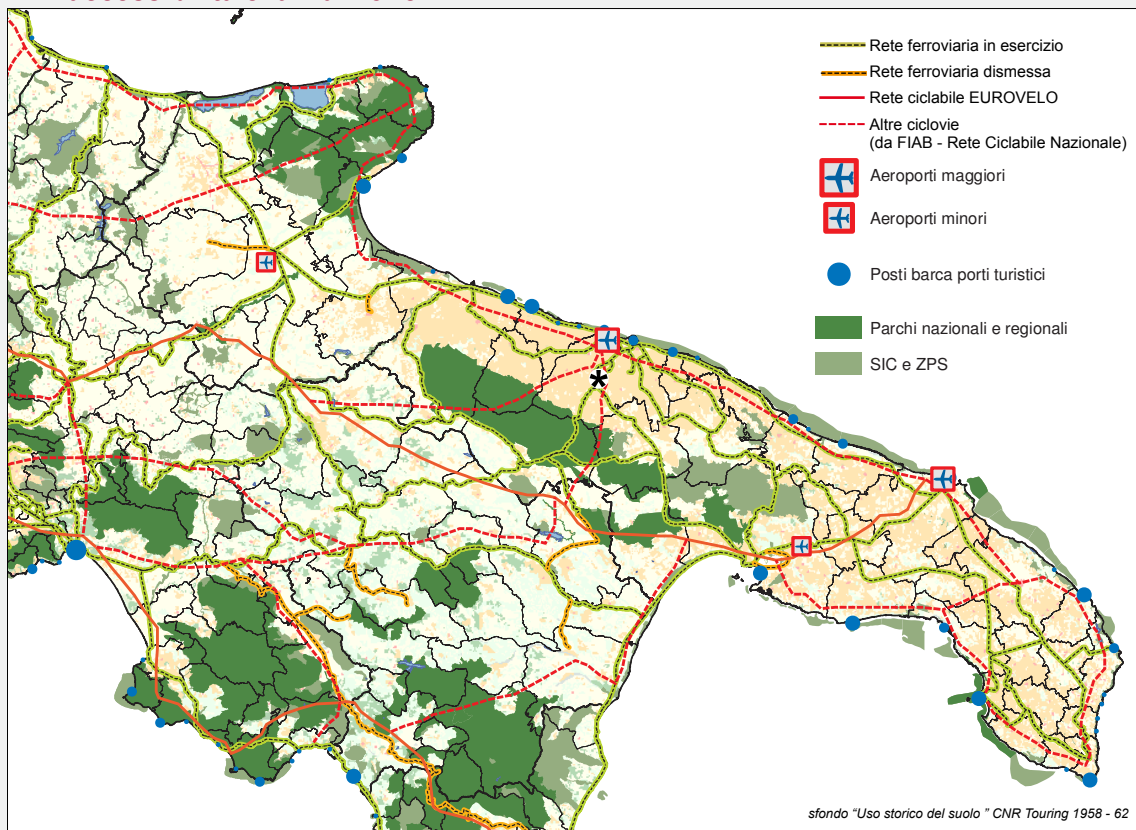 Rete ferroviaria in esercizio
Rete ferroviaria dismessa
Rete ciclabile EUROVELO
Altre ciclovie
(da FIAB - Rete Ciclabile Nazionale)
Aeroporti maggiori
Aeroporti minori
Posti barca porti turistici
Parchi nazionali e regionali
SIC e ZPS
*
sfondo “Uso storico del suolo ” CNR Touring 1958 - 62